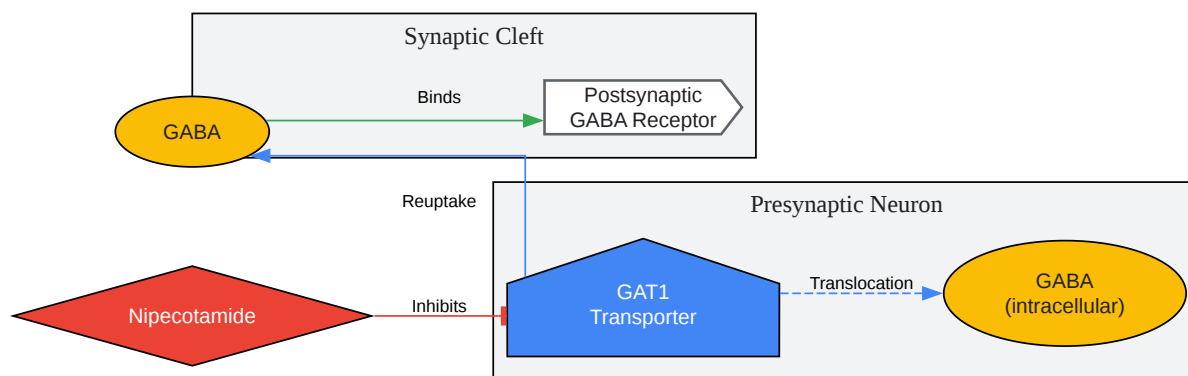 Synaptic Cleft
Binds
Postsynaptic
GABA Receptor
GABA
Reuptake
Presynaptic Neuron
Nipecotamide
Inhibits
GAT1
Transporter
Translocation
GABA
(intracellular)